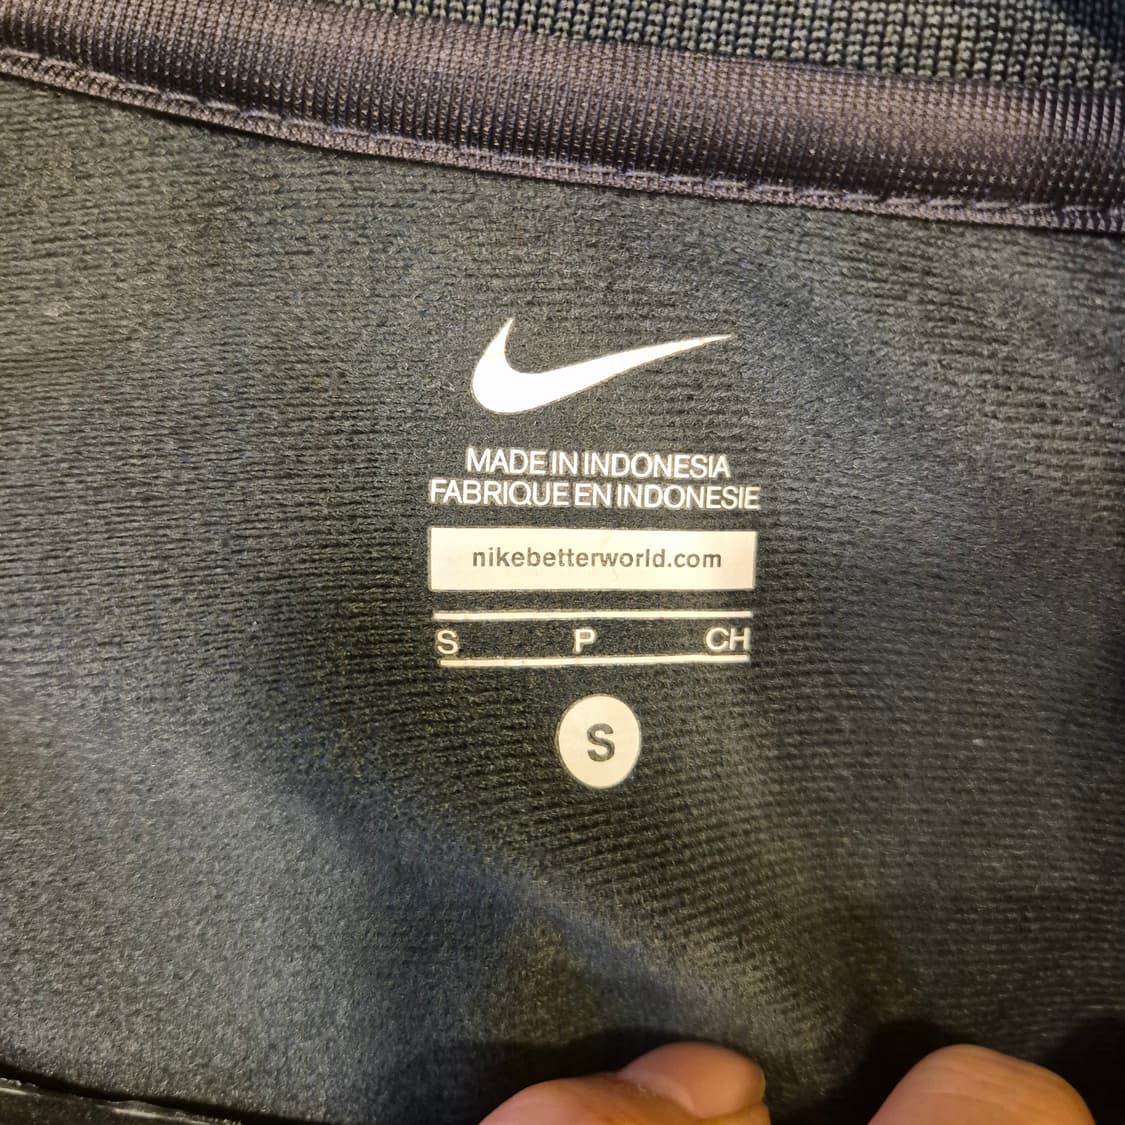 MADE IN INDONESIA
FABRIQUE EN INDONESIE
nikebetterworld.com
S P CH
S